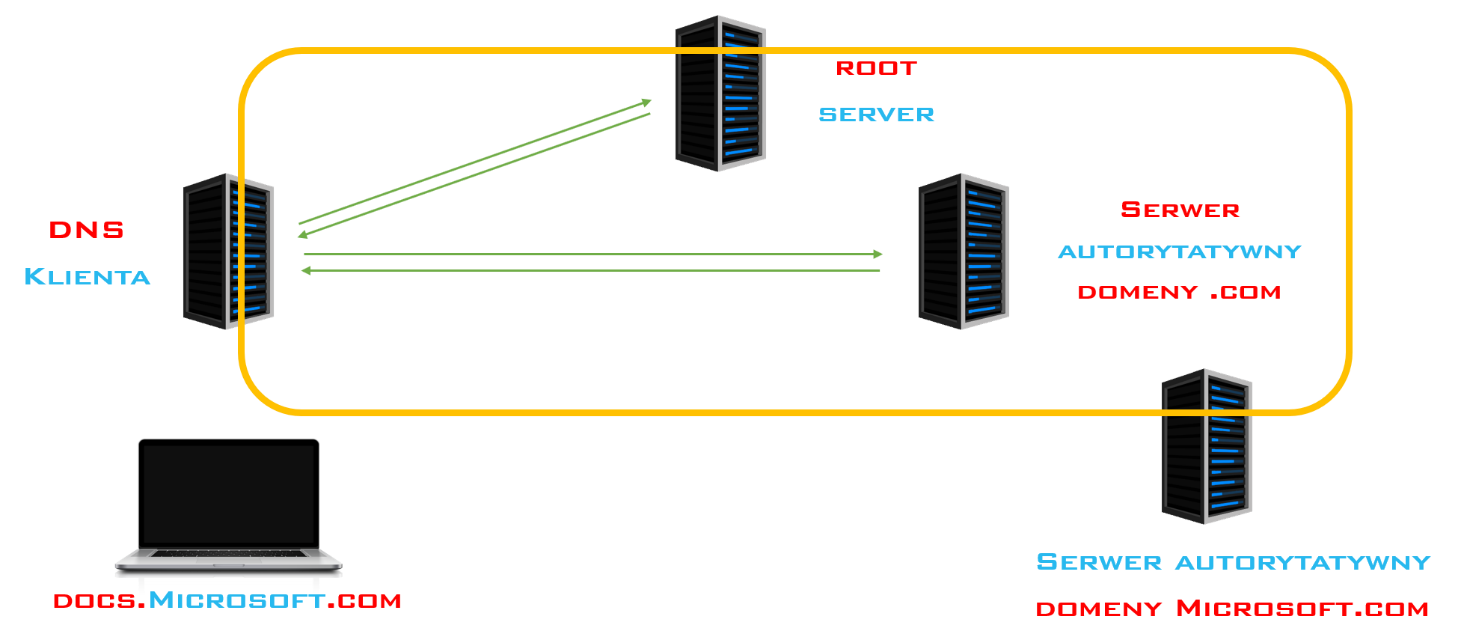 ROOT
SERVER
DNS
KLIENTA
SERWER
AUTORYTATYWNY
DOMENY .COM
DOCS.MICROSOFT.COM
SERWER AUTORYTATYWNY
DOMENY MICROSOFT.COM